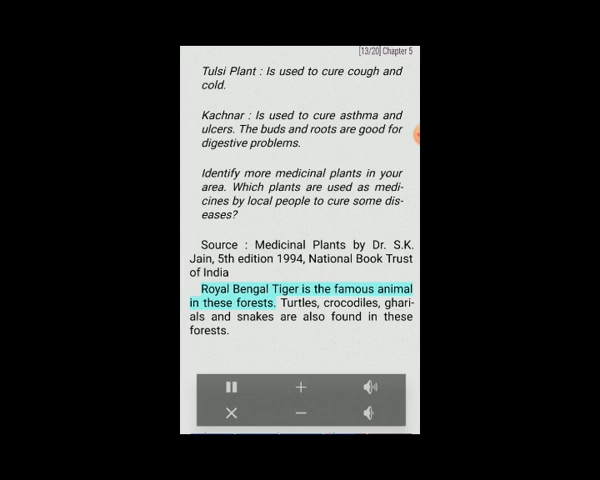 [13/20] Chapter 5
Tulsi Plant : Is used to cure cough and
cold.
Kachnar : Is used to cure asthma and
ulcers. The buds and roots are good for
digestive problems.
Identify more medicinal plants in your
area. Which plants are used as medi-
cines by local people to cure some dis-
eases?
Source : Medicinal Plants by Dr. S.K.
Jain, 5th edition 1994, National Book Trust
of India
Royal Bengal Tiger is the famous animal
in these forests. Turtles, crocodiles, ghari-
als and snakes are also found in these
forests.